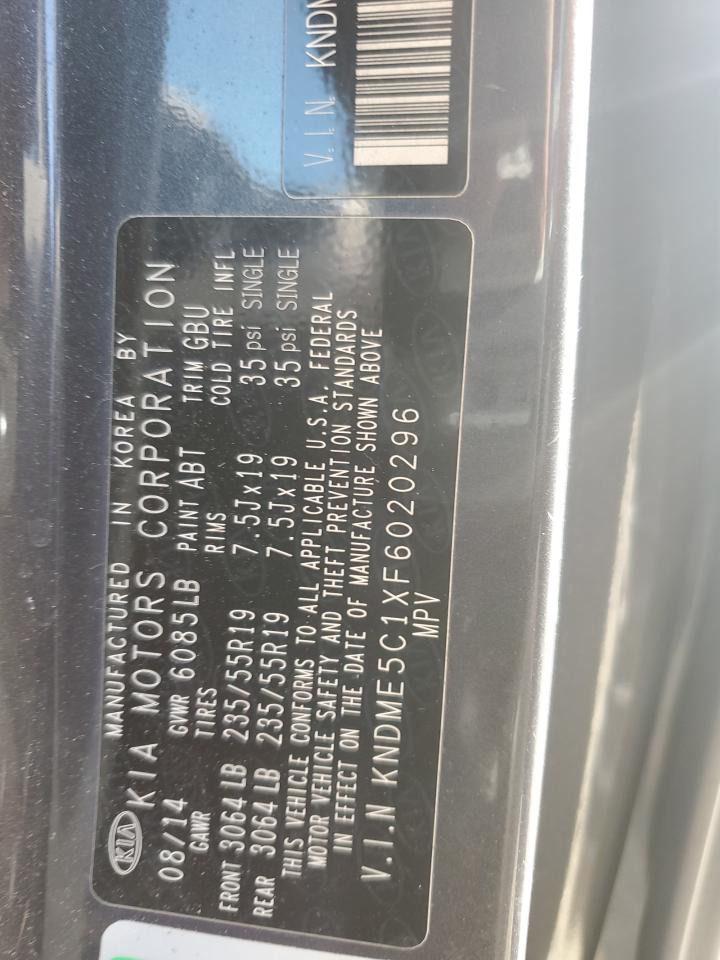 V.I.N. KNDM
KIA
MANUFACTURED IN KOREA BY
KIA MOTORS CORPORATION
08/14 GVWR 6085LB PAINT ABT TRIM GBU
GAWR TIRES RIMS COLD TIRE INFL
FRONT 3064LB 235/55R19 7.5Jx19 35psi SINGLE
REAR 3064LB 235/55R19 7.5Jx19 35psi SINGLE
THIS VEHICLE CONFORMS TO ALL APPLICABLE U.S.A. FEDERAL
MOTOR VEHICLE SAFETY AND THEFT PREVENTION STANDARDS
IN EFFECT ON THE DATE OF MANUFACTURE SHOWN ABOVE
V.I.N KNDME5C1XF6020296
MPV